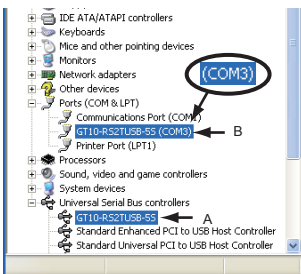 IDE ATA/ATAPI controllers
Keyboards
Mice and other pointing devices
Monitors
Network adapters
(COM3)
Other devices
Ports (COM & LPT)
Communications Port (COM
GT10-RS2TUSB-5S (COM3)
B
Printer Port (LPT1)
Processors
Sound, video and game controllers
System devices
Universal Serial Bus controllers
GT10-RS2TUSB-5S
A
Standard Enhanced PCI to USB Host Controller
Standard Universal PCI to USB Host Controller